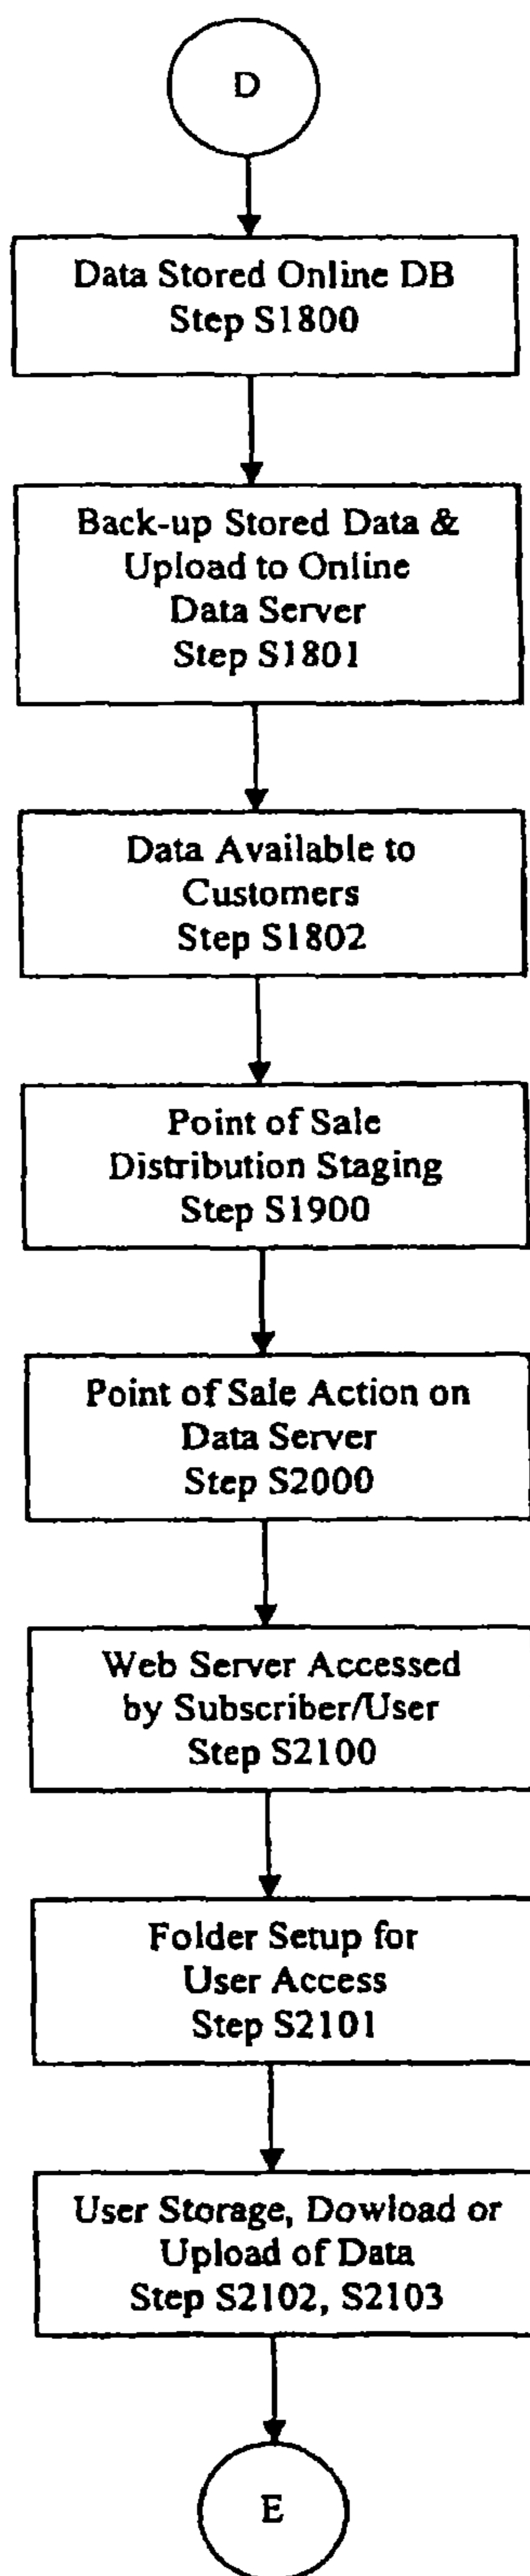 D
Data Stored Online DB
Step S1800
Back-up Stored Data &
Upload to Online
Data Server
Step S1801
Data Available to
Customers
Step S1802
Point of Sale
Distribution Staging
Step S1900
Point of Sale Action on
Data Server
Step S2000
Web Server Accessed
by Subscriber/User
Step S2100
Folder Setup for
User Access
Step S2101
User Storage, Dowload or
Upload of Data
Step S2102, S2103
E